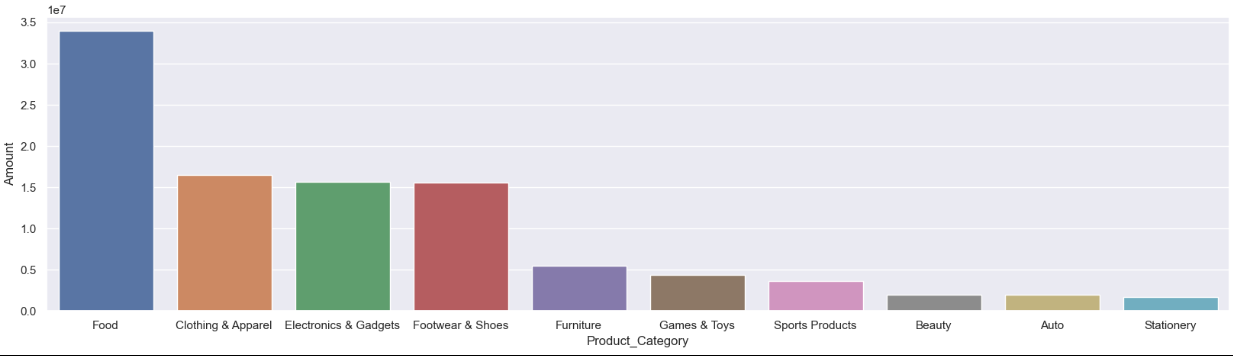 1e7
3.5
3.0
2.5
2.0
1.5
1.0
0.5
0.0
Amount
Food Clothing & Apparel Electronics & Gadgets Footwear & Shoes Furniture Games & Toys Sports Products Beauty Auto Stationery
Product_Category